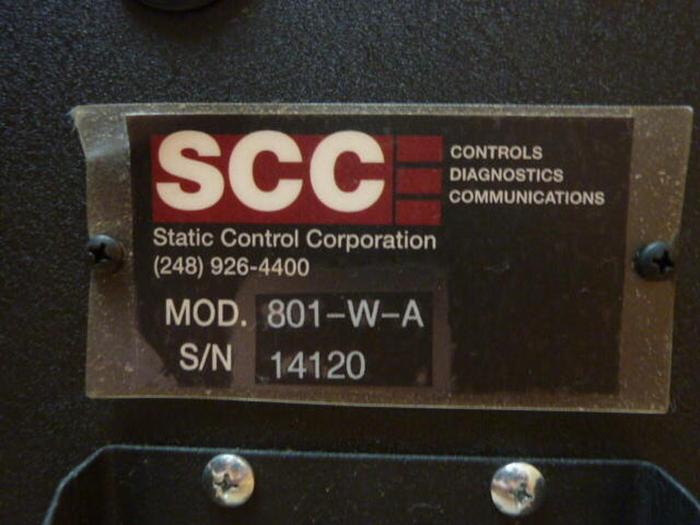 SCC
CONTROLS
DIAGNOSTICS
COMMUNICATIONS
Static Control Corporation
(248) 926-4400
MOD. 801-W-A
S/N 14120